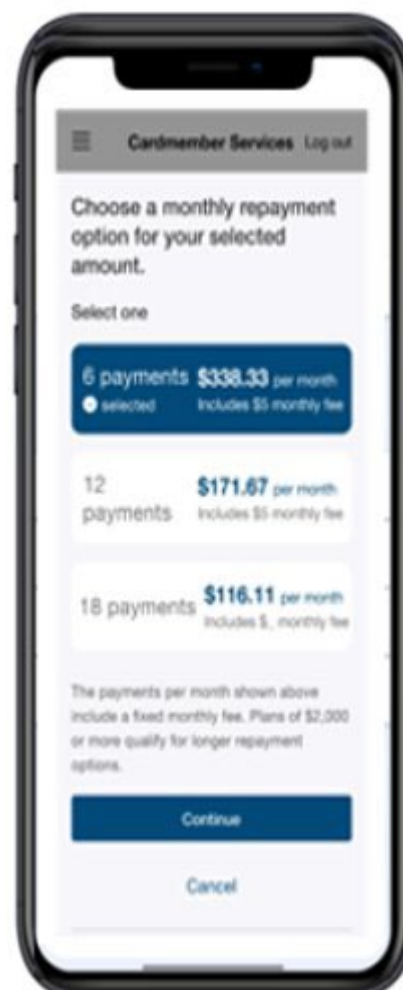 Cardmember Services Log out
Choose a monthly repayment
option for your selected
amount.
Select one
6 payments $338.33 per month
selected Includes $5 monthly fee
12 $171.67 per month
payments Includes $5 monthly fee
18 payments $116.11 per month
Includes $, monthly fee
The payments per month shown above
include a fixed monthly fee. Plans of $2,000
or more qualify for longer repayment
options.
Continue
Cancel